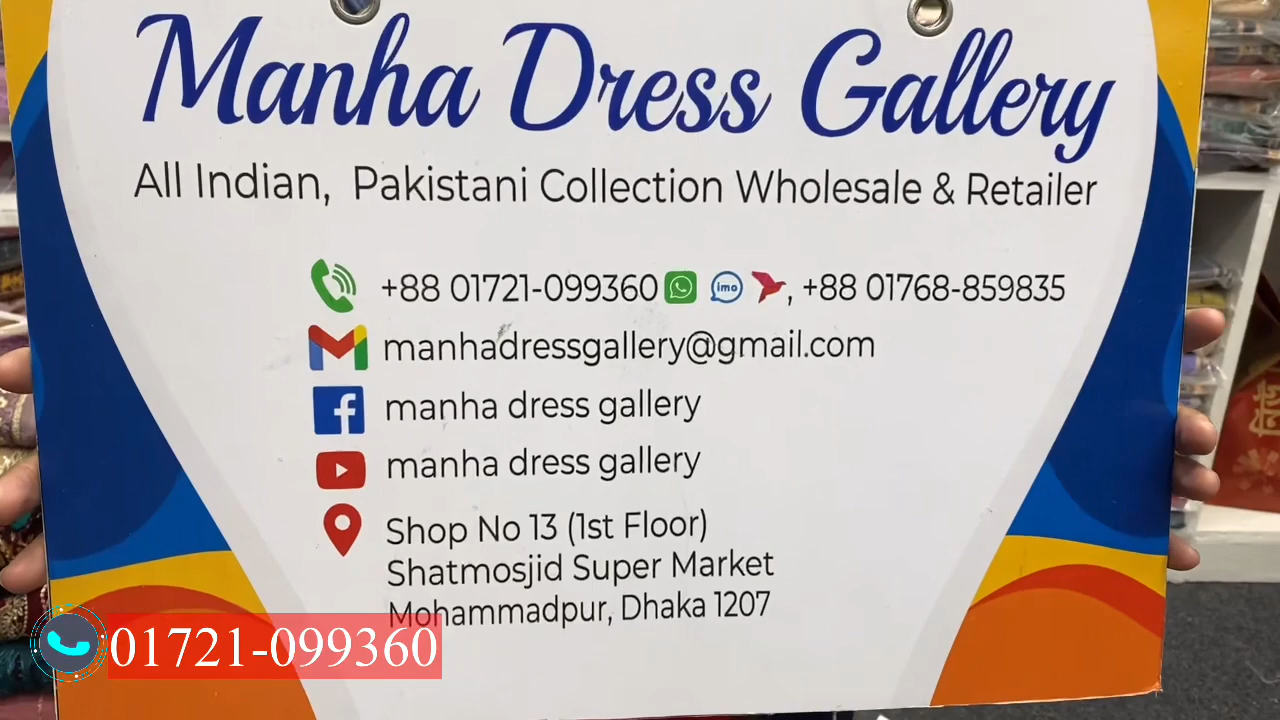 Manha Dress Gallery
All Indian, Pakistani Collection Wholesale & Retailer
+88 01721-099360 imo, +88 01768-859835
manhadressgallery@gmail.com
manha dress gallery
manha dress gallery
Shop No 13 (1st Floor)
Shatmosjid Super Market
Mohammadpur, Dhaka 1207
01721-099360